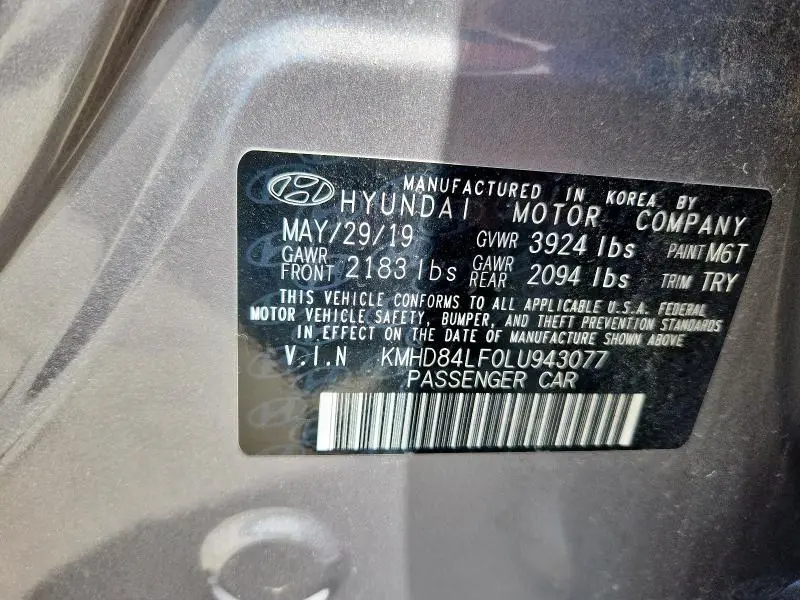 MANUFACTURED IN KOREA BY
HYUNDAI MOTOR COMPANY
MAY/29/19 GVWR 3924 lbs PAINT M6T
GAWR FRONT 2183 lbs GAWR REAR 2094 lbs TRIM TRY
THIS VEHICLE CONFORMS TO ALL APPLICABLE U.S.A. FEDERAL
MOTOR VEHICLE SAFETY, BUMPER, AND THEFT PREVENTION STANDARDS
IN EFFECT ON THE DATE OF MANUFACTURE SHOWN ABOVE
V.I.N KMHD84LF0LU943077
PASSENGER CAR